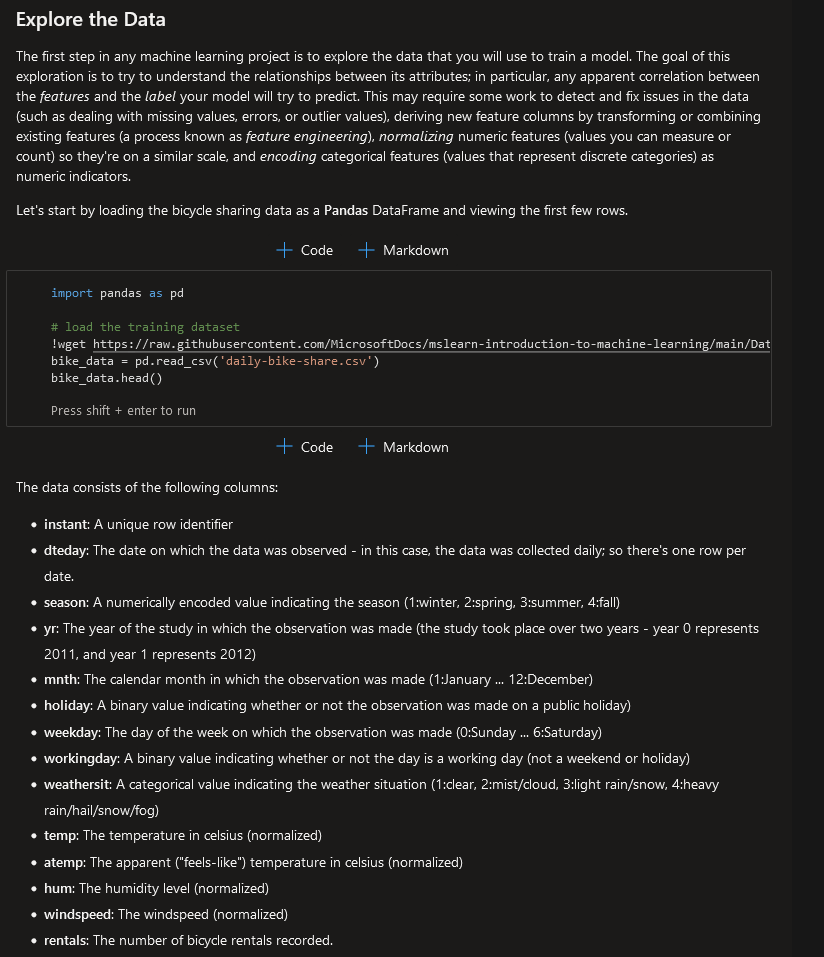 Explore the Data
The first step in any machine learning project is to explore the data that you will use to train a model. The goal of this
exploration is to try to understand the relationships between its attributes; in particular, any apparent correlation between
the features and the label your model will try to predict. This may require some work to detect and fix issues in the data
(such as dealing with missing values, errors, or outlier values), deriving new feature columns by transforming or combining
existing features (a process known as feature engineering), normalizing numeric features (values you can measure or
count) so they're on a similar scale, and encoding categorical features (values that represent discrete categories) as
numeric indicators.
Let's start by loading the bicycle sharing data as a Pandas DataFrame and viewing the first few rows.
+ Code + Markdown
import pandas as pd
# load the training dataset
!wget https://raw.githubusercontent.com/MicrosoftDocs/mslearn-introduction-to-machine-learning/main/Dat
bike_data = pd.read_csv('daily-bike-share.csv')
bike_data.head()
Press shift + enter to run
+ Code + Markdown
The data consists of the following columns:
• instant: A unique row identifier
• dteday: The date on which the data was observed - in this case, the data was collected daily; so there's one row per
date.
• season: A numerically encoded value indicating the season (1:winter, 2:spring, 3:summer, 4:fall)
• yr: The year of the study in which the observation was made (the study took place over two years - year 0 represents
2011, and year 1 represents 2012)
• mnth: The calendar month in which the observation was made (1:January ... 12:December)
• holiday: A binary value indicating whether or not the observation was made on a public holiday)
• weekday: The day of the week on which the observation was made (0:Sunday ... 6:Saturday)
• workingday: A binary value indicating whether or not the day is a working day (not a weekend or holiday)
• weathersit: A categorical value indicating the weather situation (1:clear, 2:mist/cloud, 3:light rain/snow, 4:heavy
rain/hail/snow/fog)
• temp: The temperature in celsius (normalized)
• atemp: The apparent ("feels-like") temperature in celsius (normalized)
• hum: The humidity level (normalized)
• windspeed: The windspeed (normalized)
• rentals: The number of bicycle rentals recorded.